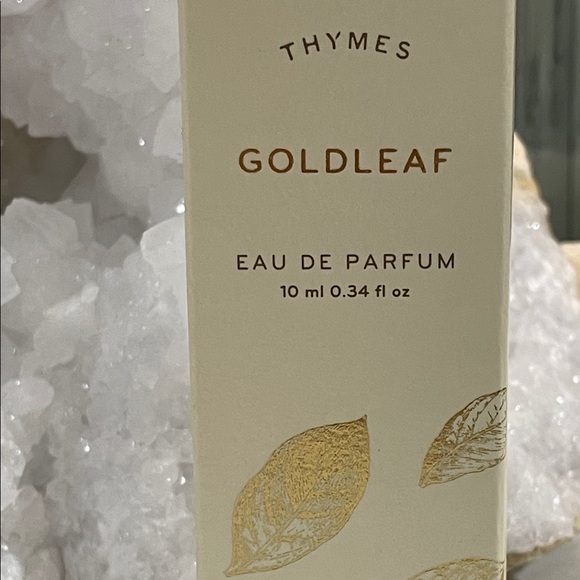 THYMES
GOLDLEAF
EAU DE PARFUM
10 ml 0.34 fl oz